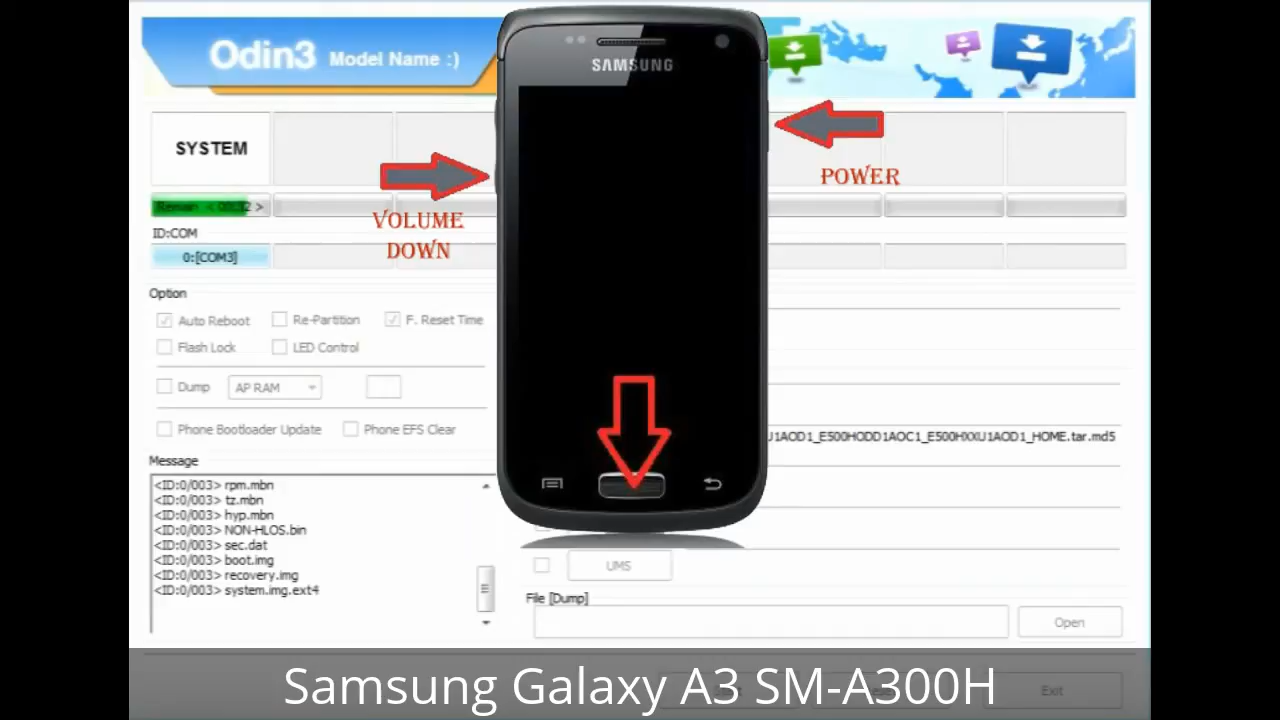 Odin3 Model Name :)
SAMSUNG
SYSTEM
POWER
VOLUME
DOWN
ID:COM
0:[COM3]
Option
Auto Reboot
Re-Partition
F. Reset Time
Flash Lock
LED Control
Dump
AP RAM
Phone Bootloader Update
Phone EFS Clear
U1AOD1_E500HODD1AOC1_E500HXXU1AOD1_HOME.tar.md5
Message
<ID:0/003> rpm.mbn
<ID:0/003> tz.mbn
<ID:0/003> hyp.mbn
<ID:0/003> NON-HLOS.bin
<ID:0/003> sec.dat
<ID:0/003> boot.img
<ID:0/003> recovery.img
<ID:0/003> system.img.ext4
UMS
File [Dump]
Open
Samsung Galaxy A3 SM-A300H
Exit